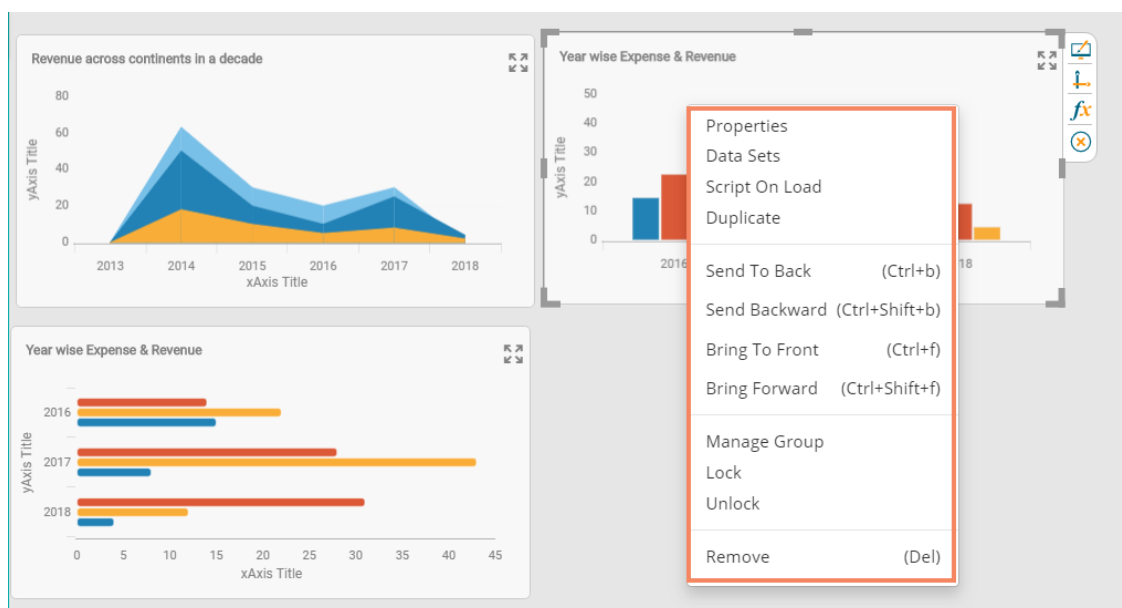 Revenue across continents in a decade
80
60
40
20
0
yAxis Title
2013 2014 2015 2016 2017 2018
xAxis Title
Year wise Expense & Revenue
50
40
30
20
10
0
yAxis Title
2016
18
fx
Properties
Data Sets
Script On Load
Duplicate
Send To Back (Ctrl+b)
Send Backward (Ctrl+Shift+b)
Bring To Front (Ctrl+f)
Bring Forward (Ctrl+Shift+f)
Manage Group
Lock
Unlock
Remove (Del)
Year wise Expense & Revenue
2016
2017
2018
yAxis Title
0 5 10 15 20 25 30 35 40 45
xAxis Title